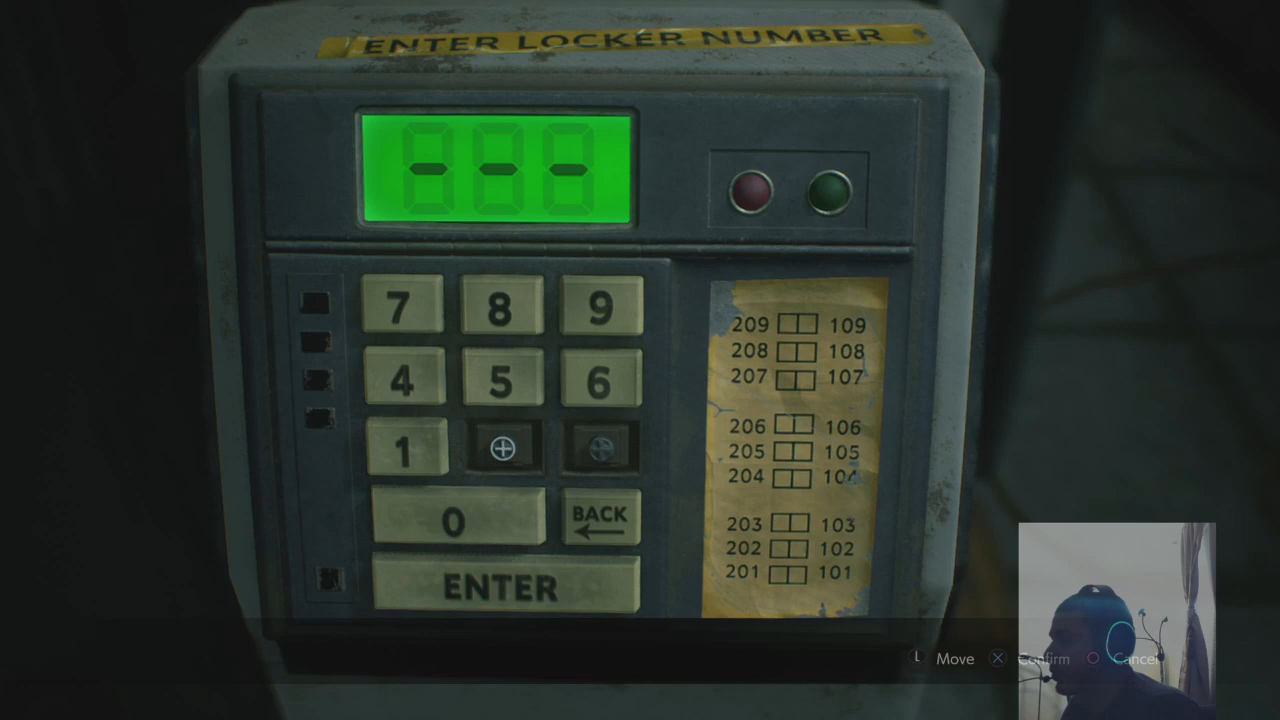 ENTER LOCKER NUMBER
- - -
7 8 9
4 5 6
1
0 BACK
ENTER
209 109
208 108
207 107
206 106
205 105
204 104
203 103
202 102
201 101
L Move Confirm Cancel